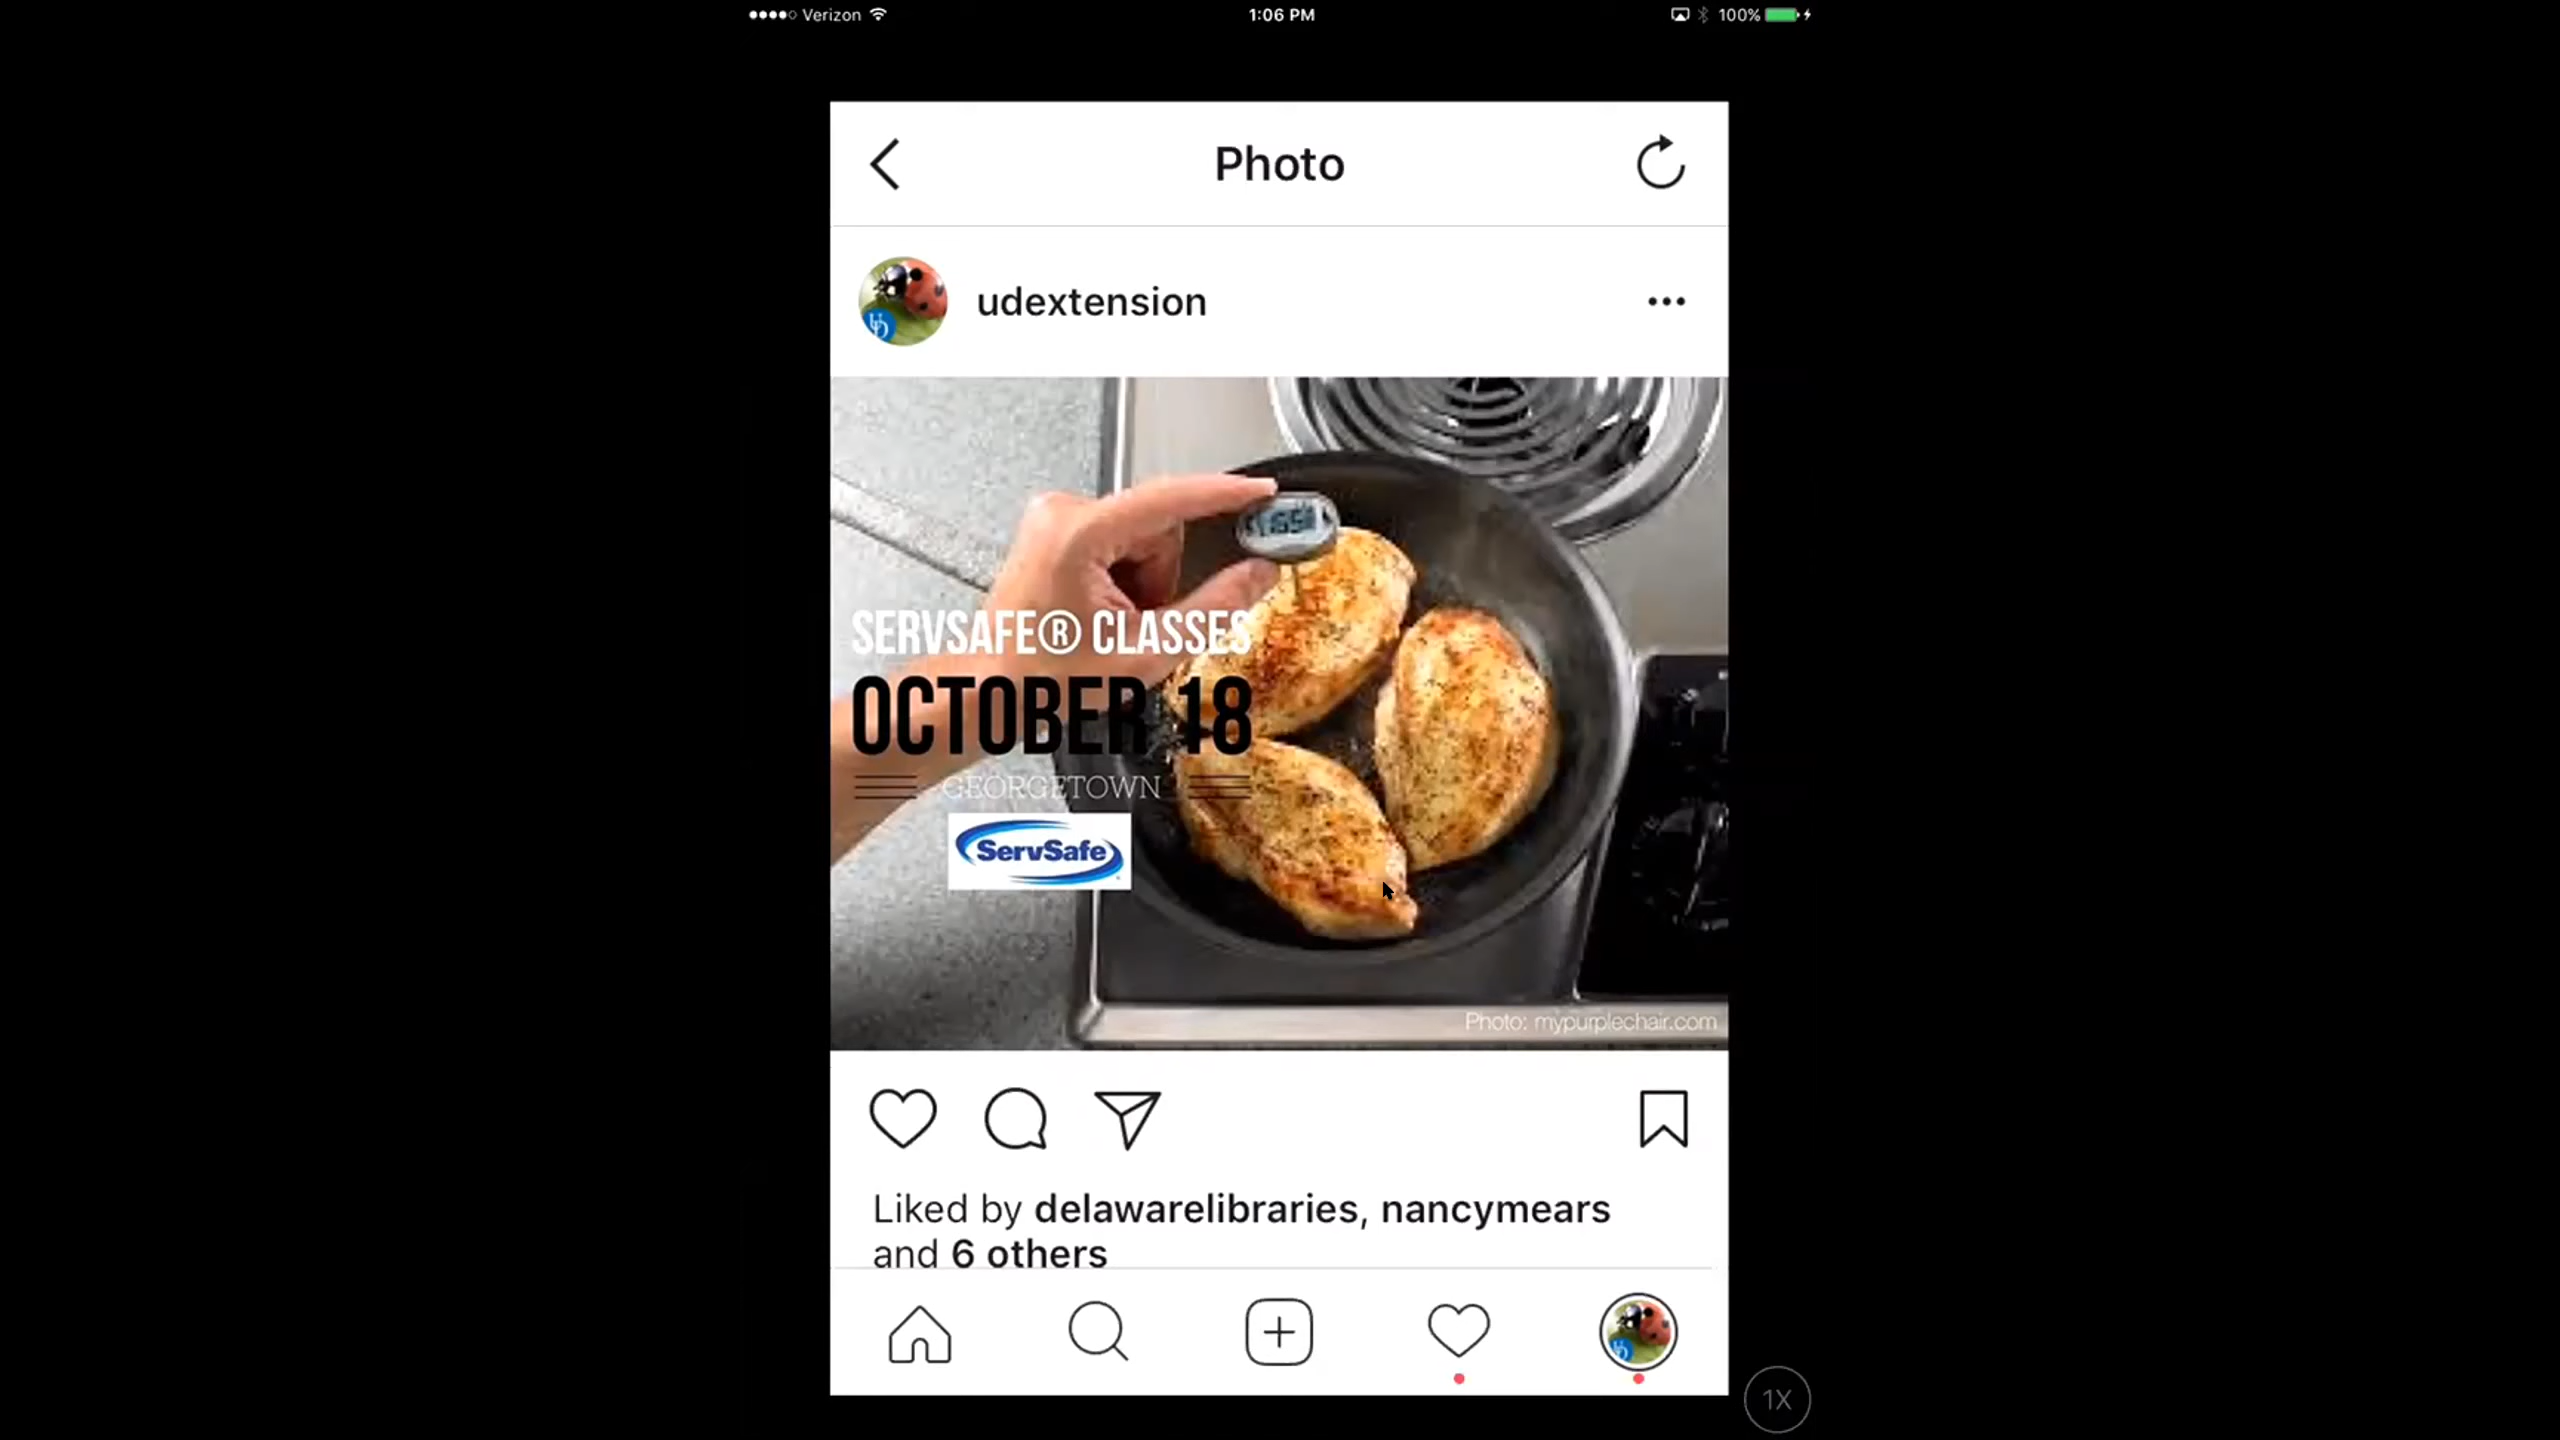 Verizon
1:06 PM
100%
Photo
udextension
165
SERVSAFE® CLASSES
OCTOBER 18
GEORGETOWN
ServSafe
Photo: mypurplechair.com
Liked by delawarelibraries, nancymears
and 6 others
1X